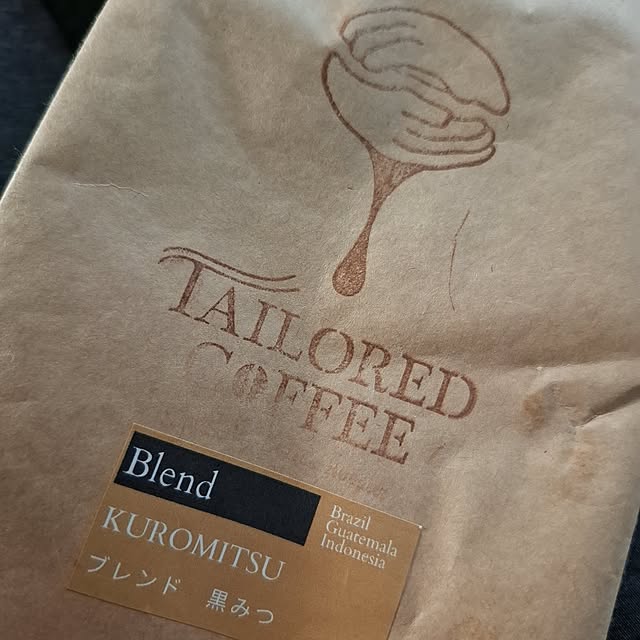 TAILORED
COFFEE
Blend
KUROMITSU
ブレンド 黒みつ
Brazil
Guatemala
Indonesia